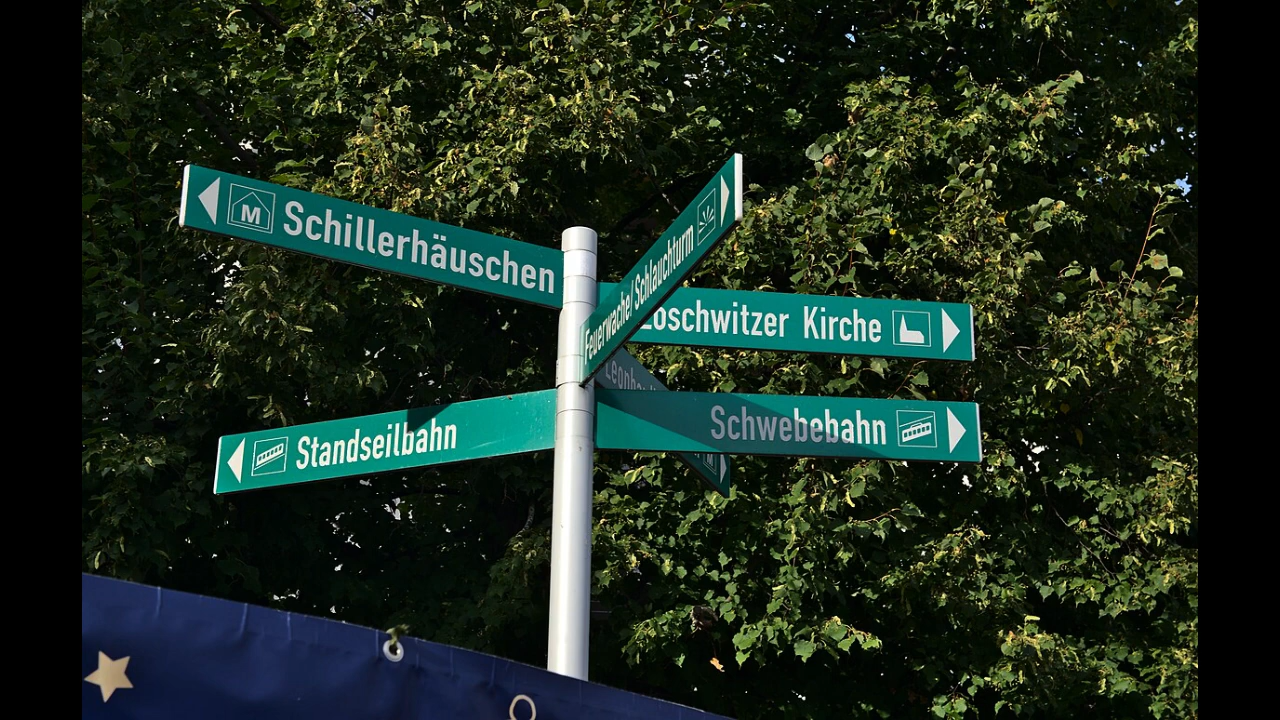 M Schillerhäuschen
Feuerwache/Schlauchturm
Loschwitzer Kirche
Standseilbahn
Schwebebahn
M